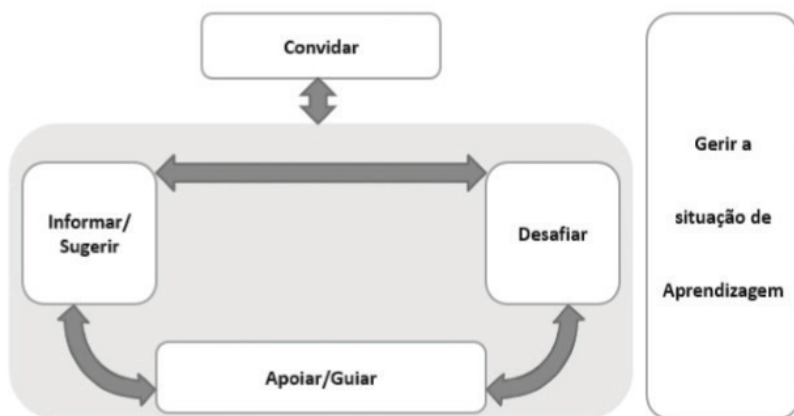 Convidar
Informar/
Sugerir
Desafiar
Apoiar/Guiar
Gerir a
situação de
Aprendizagem